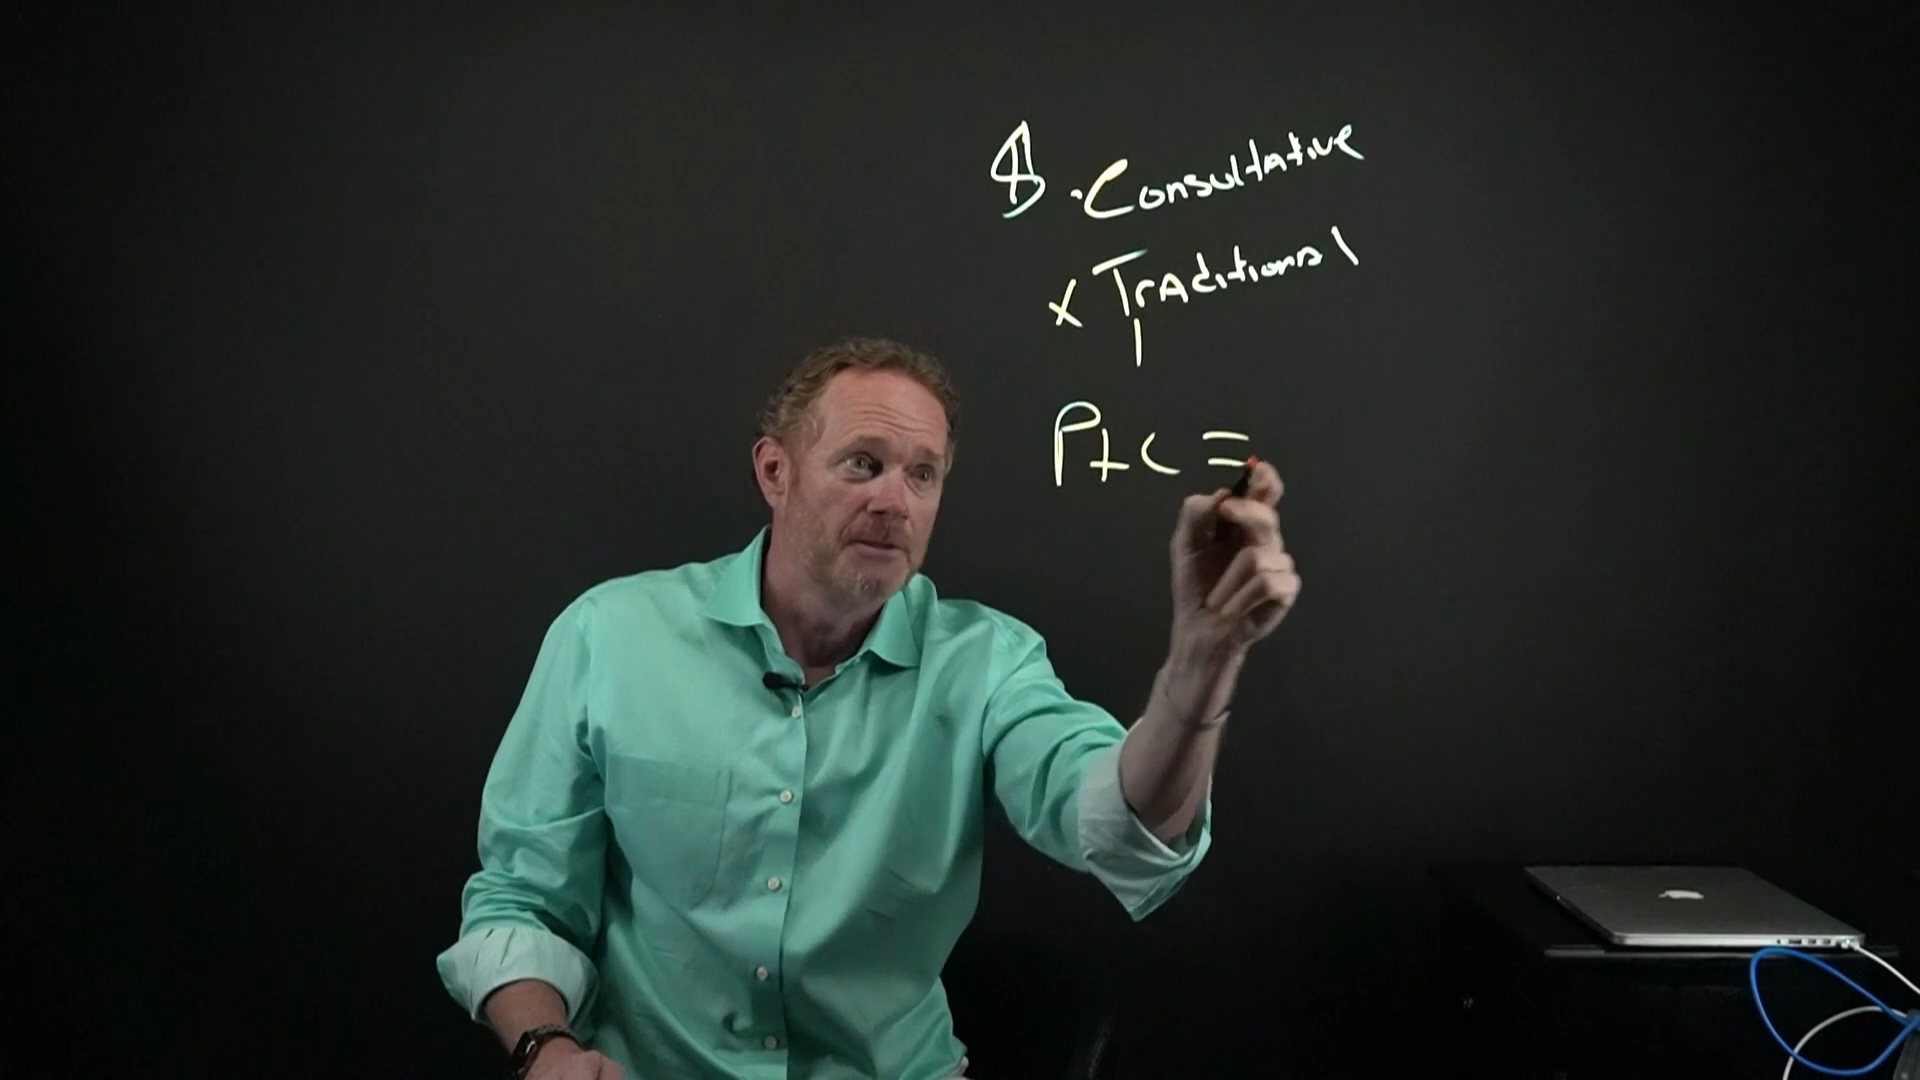 $ · Consultative
x Traditional
P+C =